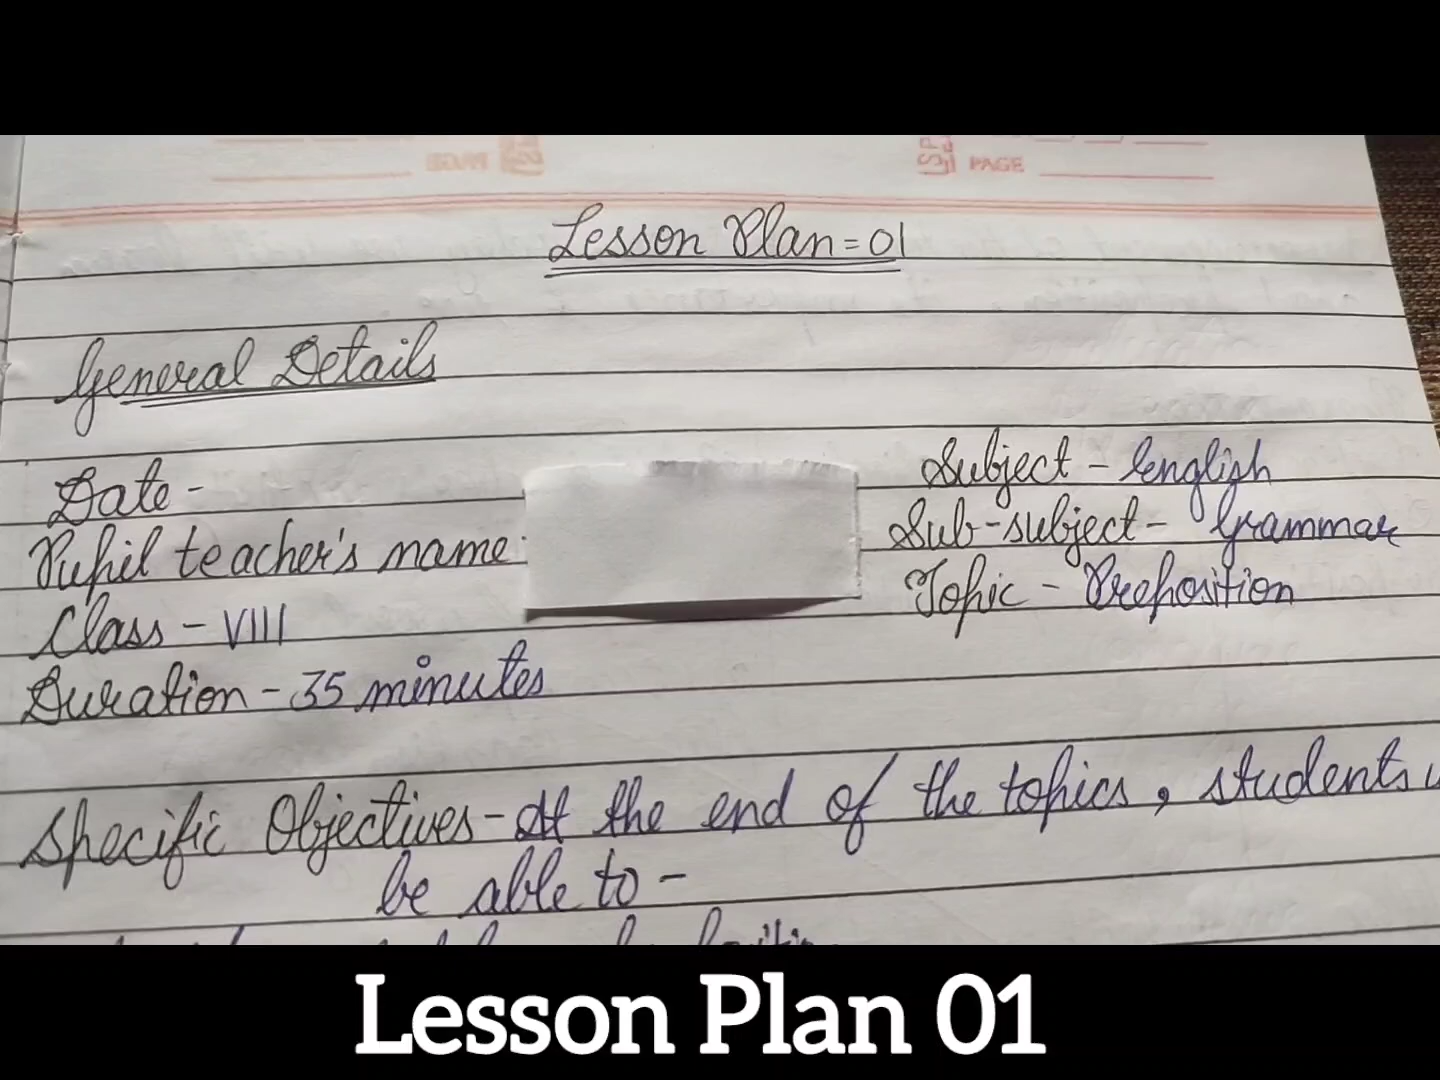 PAGE
PAGE
Lesson Plan = 01
General Details
Date -
Subject - English
Pupil teacher's name:
Sub-subject - Grammar
Class - VIII
Topic - Preposition
Duration - 35 minutes
Specific Objectives - At the end of the topics, students
be able to -
Lesson Plan 01